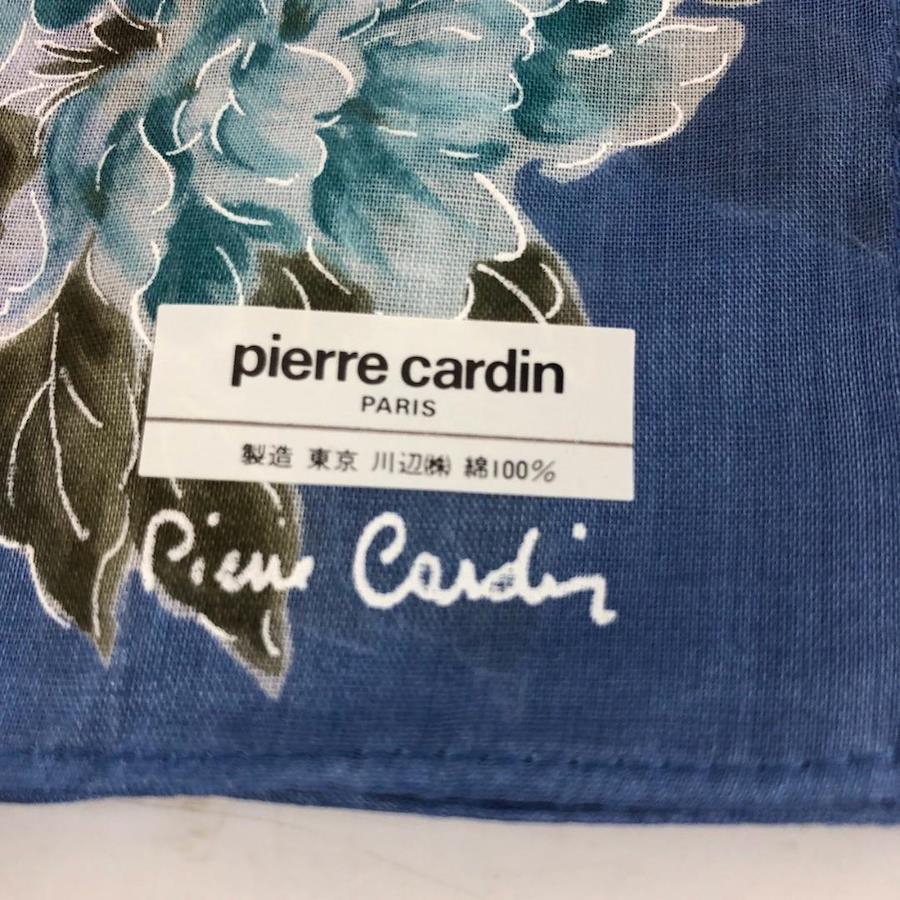 pierre cardin
PARIS
製造 東京 川辺㈱ 綿100%
Pierre Cardin